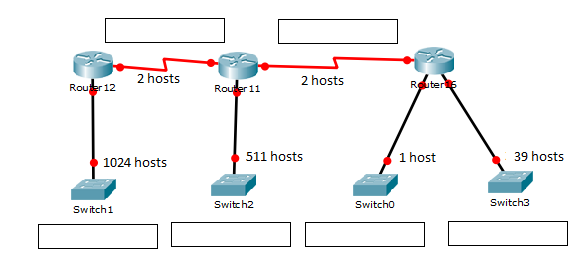 2 hosts
2 hosts
Router12
Router11
1024 hosts
511 hosts
1 host
39 hosts
Switch1
Switch2
Switch0
Switch3